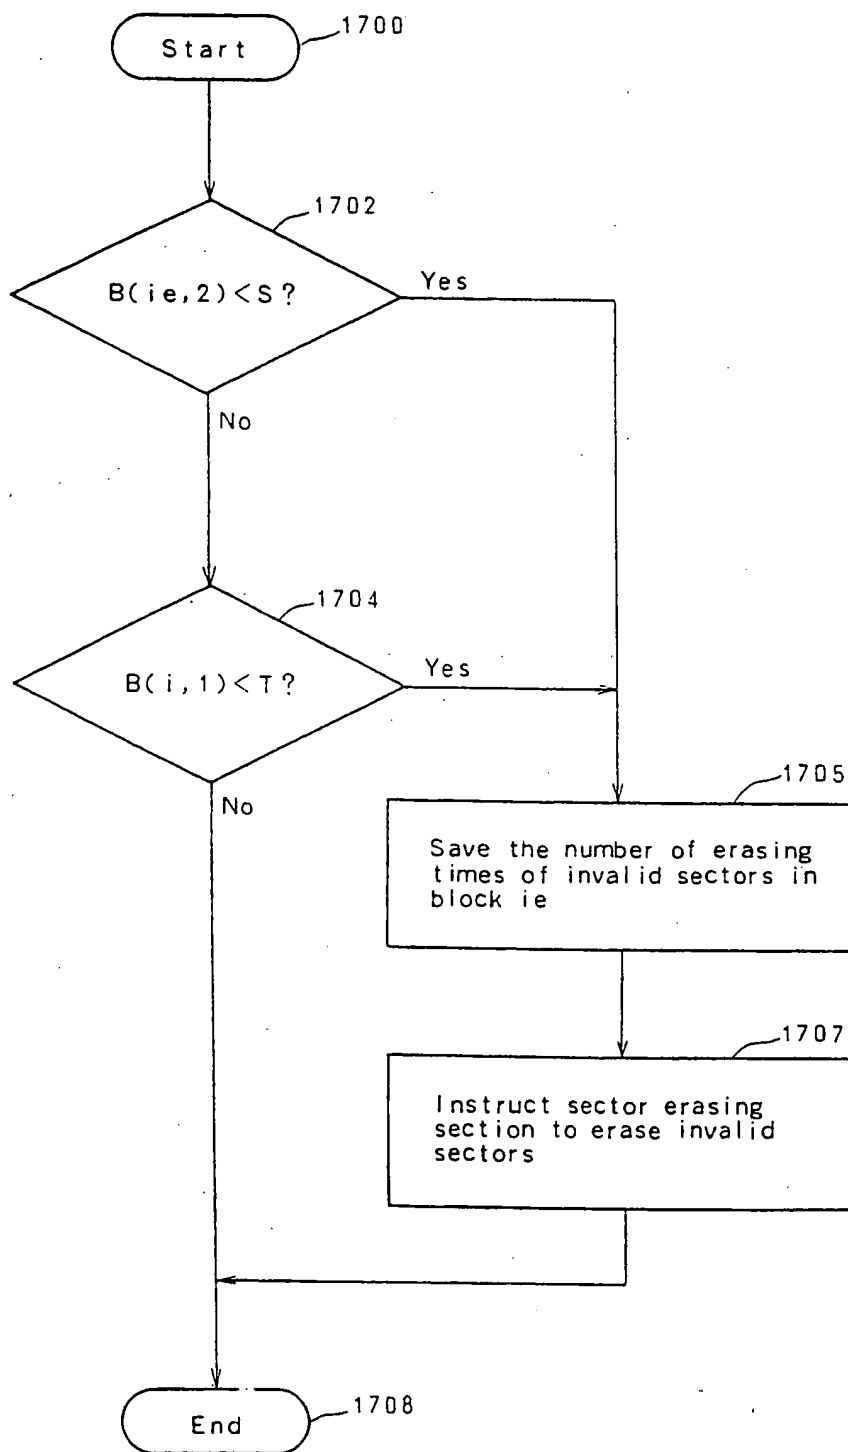 Start
1700
1702
B(ie,2)<S?
Yes
No
1704
B(i,1)<T?
Yes
No
1705
Save the number of erasing
times of invalid sectors in
block ie
1707
Instruct sector erasing
section to erase invalid
sectors
End
1708